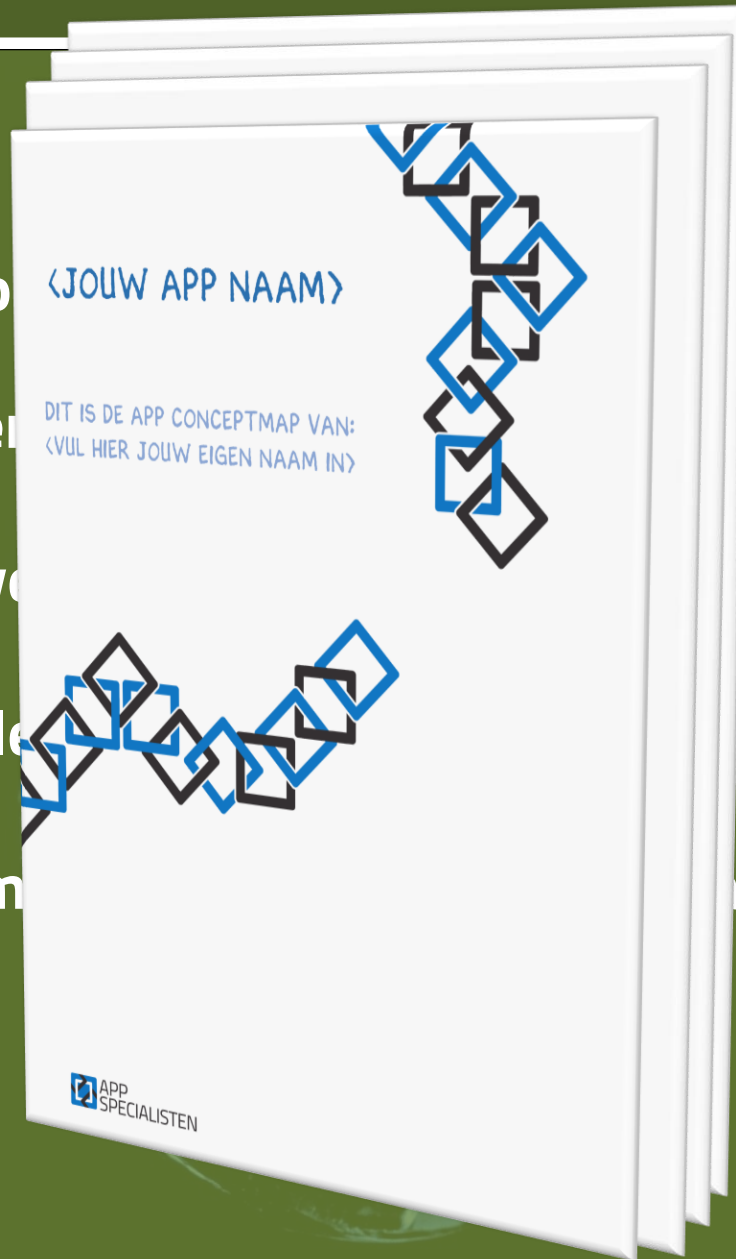 <JOUW APP NAAM>
DIT IS DE APP CONCEPTMAP VAN:
<VUL HIER JOUW EIGEN NAAM IN>
APP
SPECIALISTEN